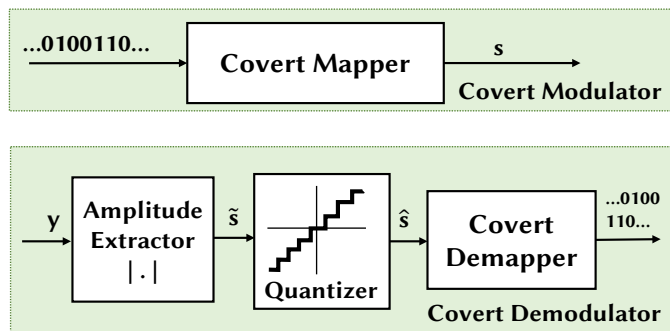 ...0100110...
Covert Mapper
s
Covert Modulator
y
Amplitude
Extractor
|.|
s̃
Quantizer
ŝ
Covert
Demapper
...0100
110...
Covert Demodulator